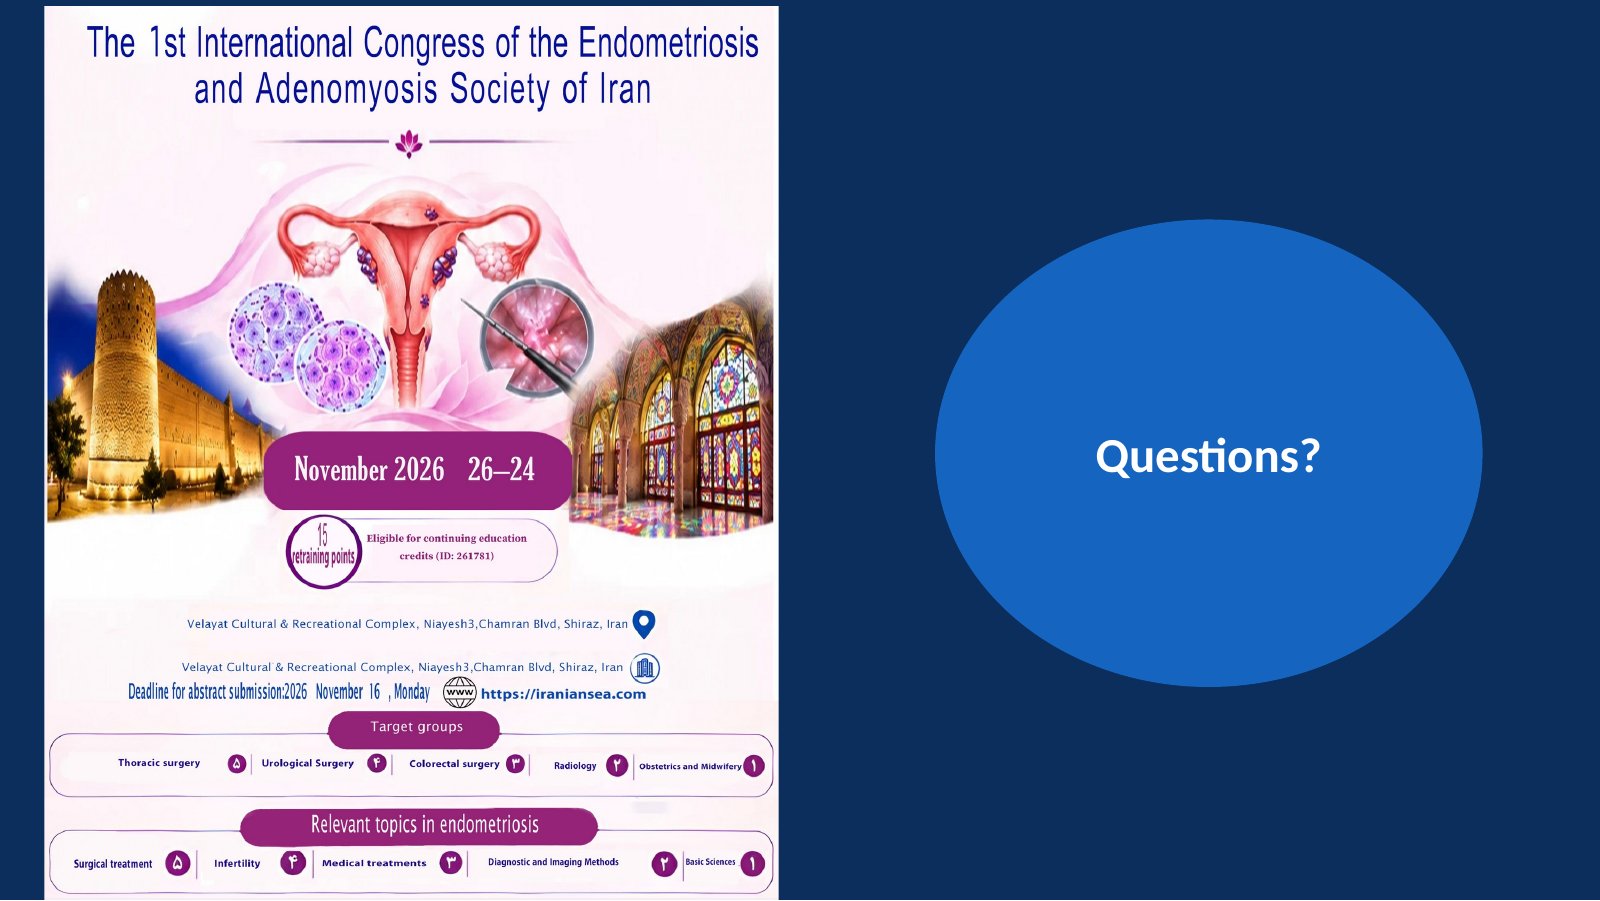 The 1st International Congress of the Endometriosis
and Adenomyosis Society of Iran
November 2026 26–24
15
retraining points
Eligible for continuing education
credits (ID: 261781)
Velayat Cultural & Recreational Complex, Niayesh3,Chamran Blvd, Shiraz, Iran
Velayat Cultural & Recreational Complex, Niayesh3,Chamran Blvd, Shiraz, Iran
Deadline for abstract submission:2026 November 16 , Monday www https://iraniansea.com
Target groups
Thoracic surgery ۵ Urological Surgery ۴ Colorectal surgery ۳ Radiology ۲ Obstetrics and Midwifery ۱
Relevant topics in endometriosis
Surgical treatment ۵ Infertility ۴ Medical treatments ۳ Diagnostic and Imaging Methods ۲ Basic Sciences ۱
Questions?